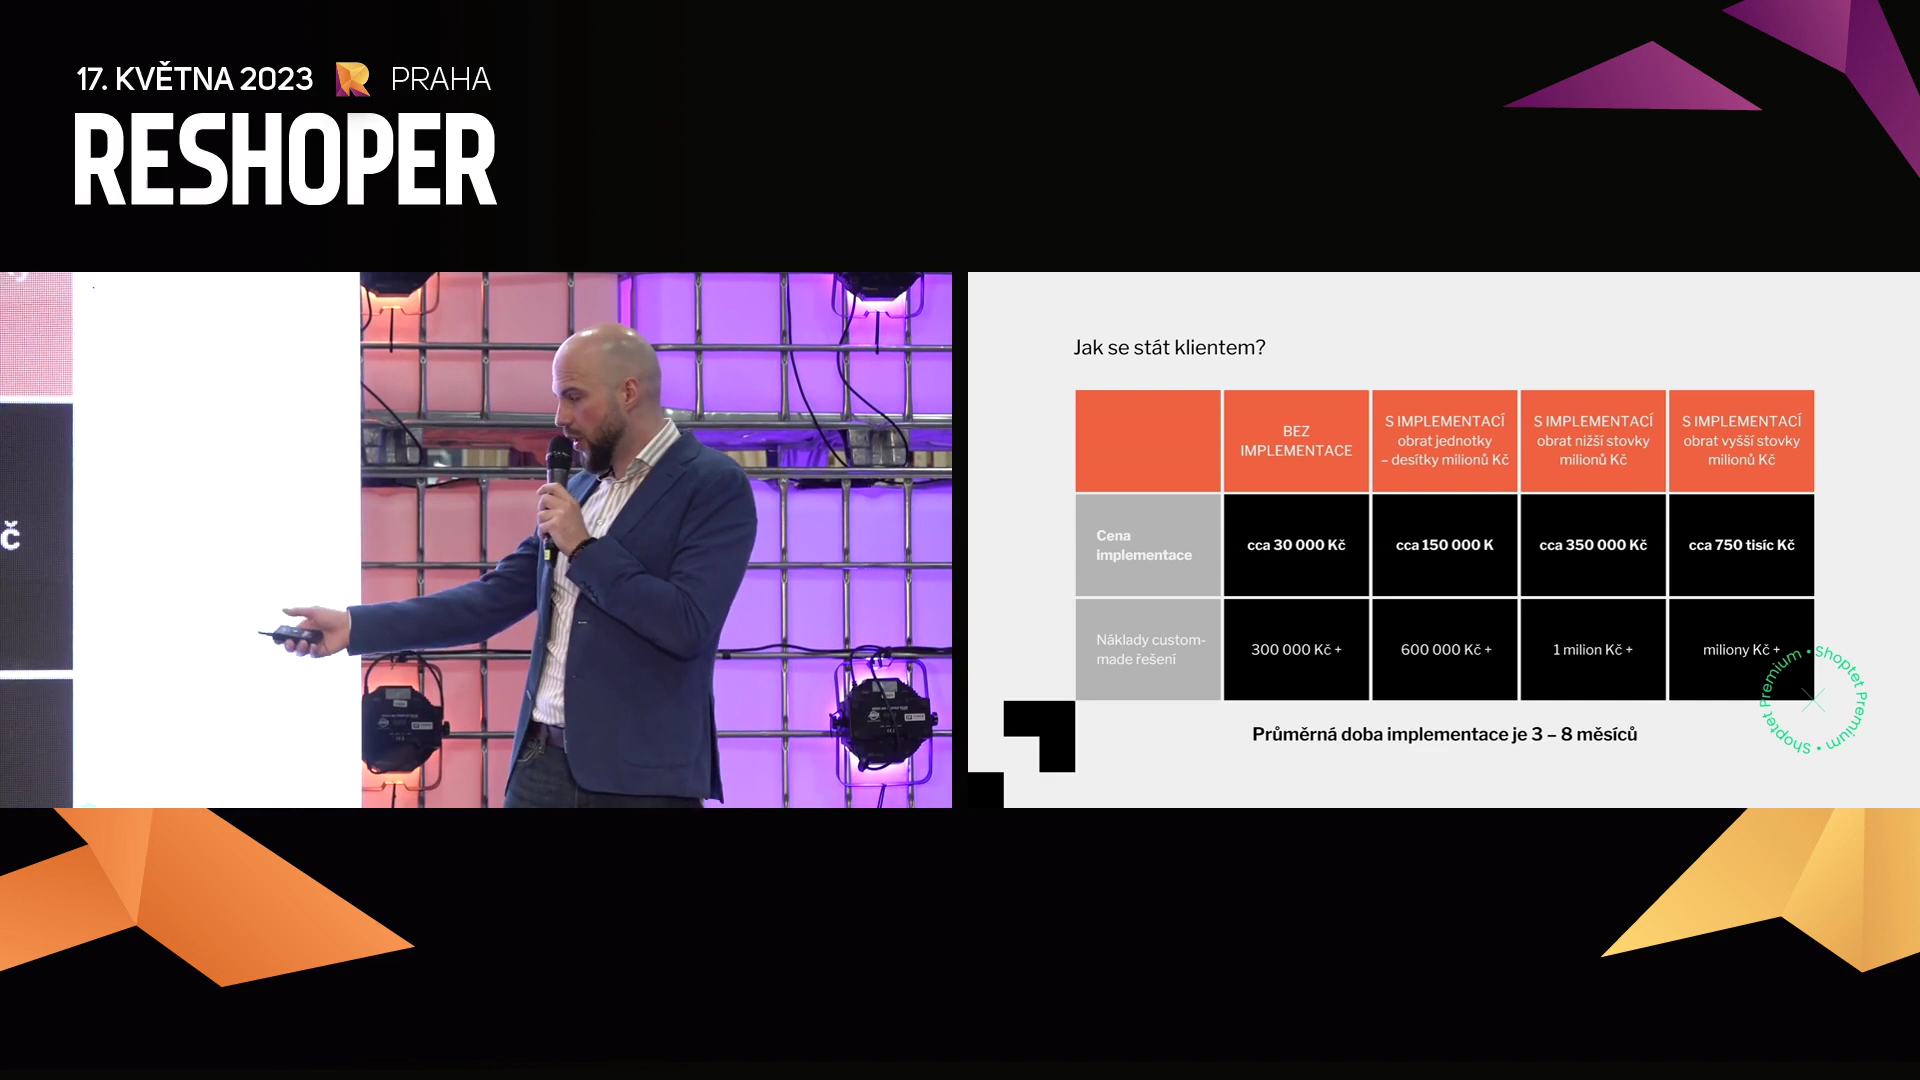 17. KVĚTNA 2023 R PRAHA
RESHOPER
č
Jak se stát klientem?
BEZ
IMPLEMENTACE
S IMPLEMENTACÍ
obrat jednotky
– desítky milionů Kč
S IMPLEMENTACÍ
obrat nižší stovky
milionů Kč
S IMPLEMENTACÍ
obrat vyšší stovky
milionů Kč
Cena
implementace
cca 30 000 Kč
cca 150 000 K
cca 350 000 Kč
cca 750 tisíc Kč
Náklady custom-
made řešení
300 000 Kč +
600 000 Kč +
1 milion Kč +
miliony Kč +
Průměrná doba implementace je 3 – 8 měsíců
shoptet Premium • shoptet Premium •